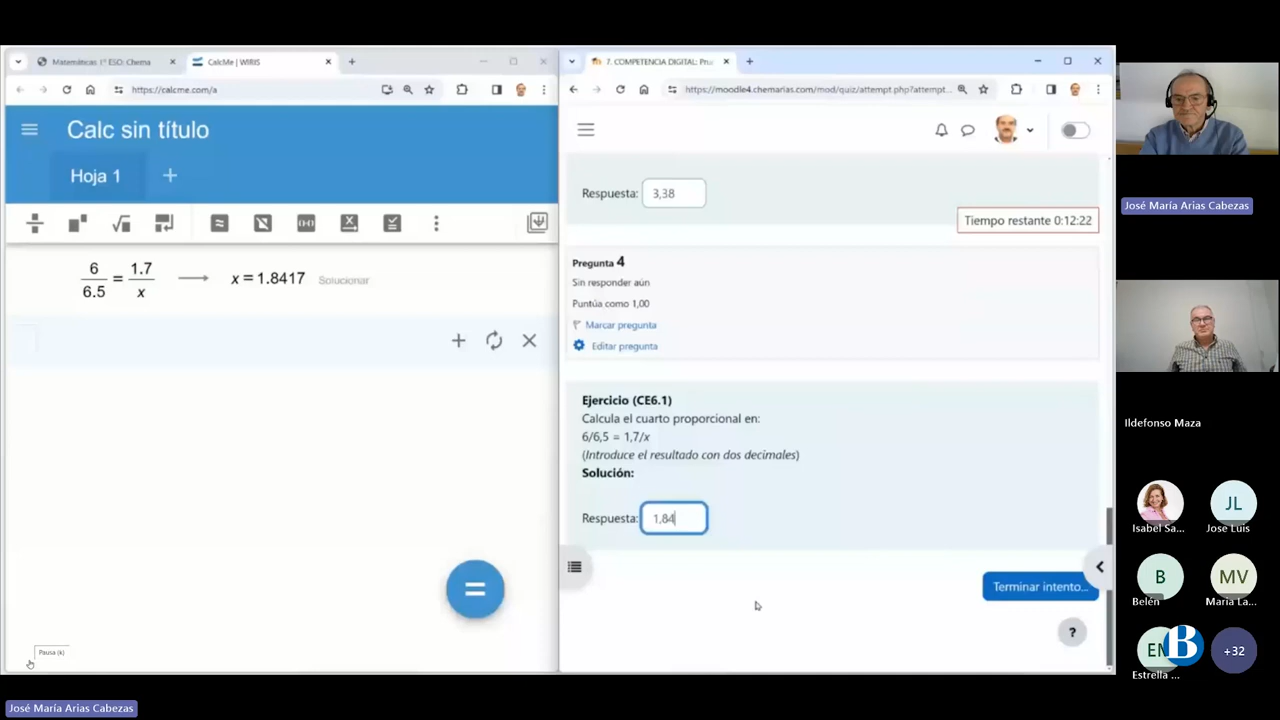 Matemáticas 1º ESO: Chema
CalcMe | WIRIS
https://calcme.com/a
Calc sin título
Hoja 1
6/6.5 = 1.7/x → x = 1.8417 Solucionar
Pausa (k)
7. COMPETENCIA DIGITAL: Pru
https://moodle4.chemarias.com/mod/quiz/attempt.php?attempt...
Respuesta: 3,38
Tiempo restante 0:12:22
Pregunta 4
Sin responder aún
Puntúa como 1,00
Marcar pregunta
Editar pregunta
Ejercicio (CE6.1)
Calcula el cuarto proporcional en:
6/6,5 = 1,7/x
(Introduce el resultado con dos decimales)
Solución:
Respuesta: 1,84
Terminar intento...
?
José María Arias Cabezas
Ildefonso Maza
JL
Isabel Sa... Jose Luis
B MV
Belén María La...
B +32
Estrella ...
José María Arias Cabezas